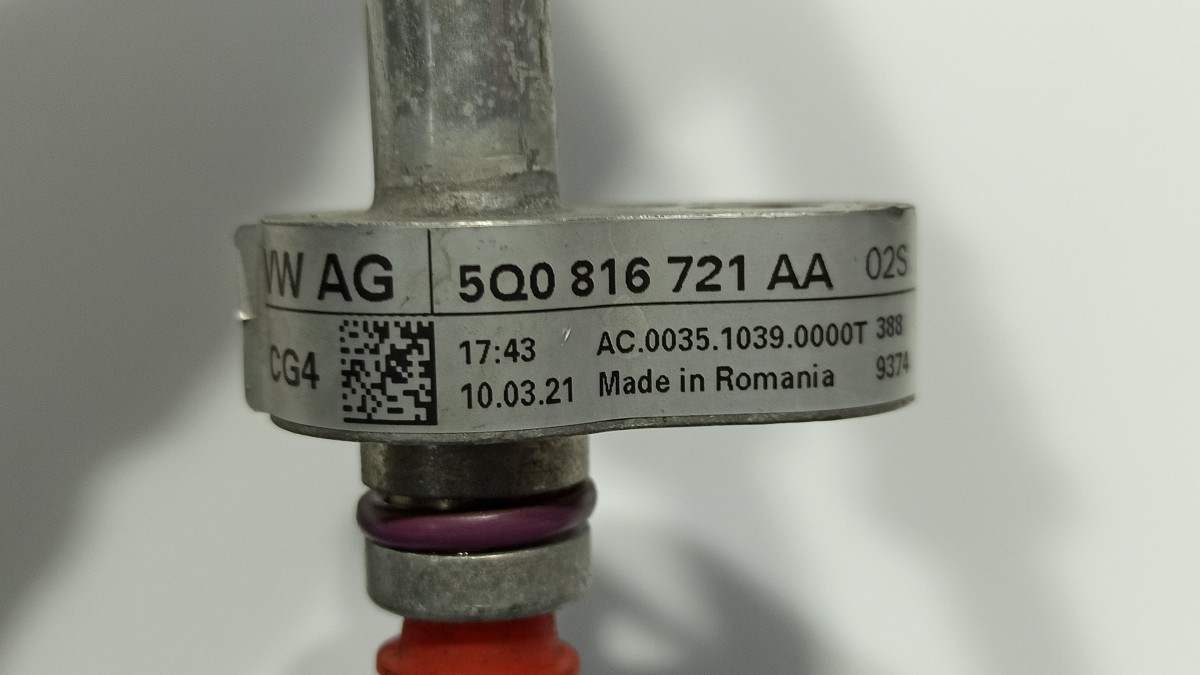 VW AG 5Q0 816 721 AA 02S
CG4 17:43 AC.0035.1039.0000T 388
10.03.21 Made in Romania 9374